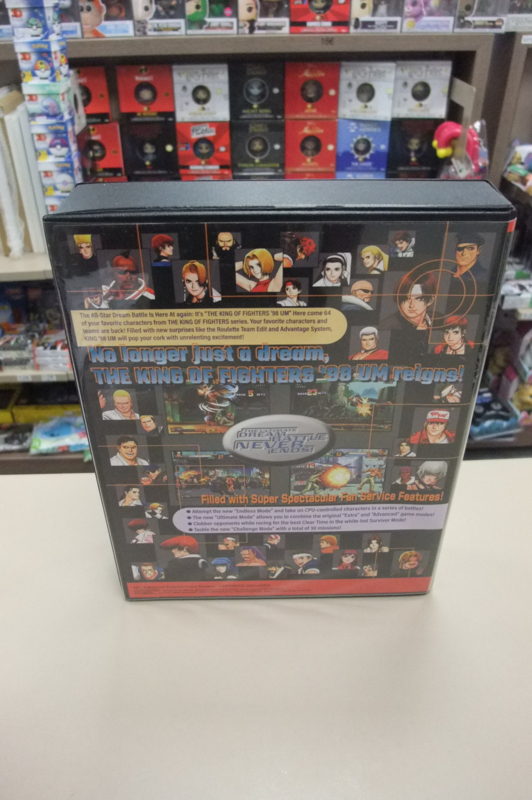 The All-Star Dream Battle Is Here At again: It's "THE KING OF FIGHTERS '98 UM" Here come 64
of your favorite characters from THE KING OF FIGHTERS series. Your favorite characters and
teams are back! Filled with new surprises like the Roulette Team Edit and Advantage System,
KING '98 UM will pup your cork with unrelenting excitement!
No longer just a dream,
THE KING OF FIGHTERS '98 UM reigns!
DREAM BATTLE
NEVER
ENDS!
Filled with Super Spectacular Fan Service Features!
Attempt the new "Endless Mode" and take on CPU-controlled characters in a series of battles!
The new "Ultimate Mode" allows you to combine the original "Extra" and "Advanced" game modes!
Clobber opponents while racing for the best Clear Time in the white hot Survivor Mode!
Tackle the new "Challenge Mode" with a total of 30 missions!